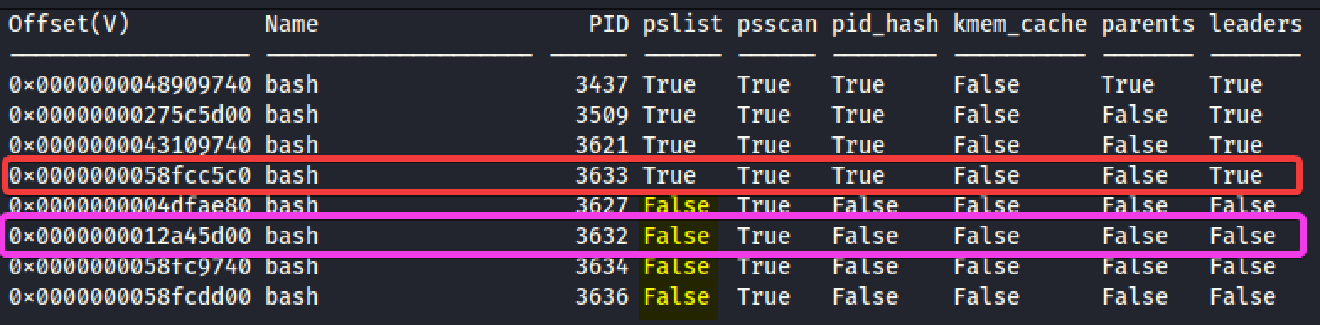 Offset(V) Name PID pslist psscan pid_hash kmem_cache parents leaders
0×0000000048909740 bash 3437 True True True False True True
0×00000000275c5d00 bash 3509 True True True False False True
0×0000000043109740 bash 3621 True True True False False True
0×0000000058fcc5c0 bash 3633 True True True False False True
0×0000000004dfae80 bash 3627 False True False False False False
0×0000000012a45d00 bash 3632 False True False False False False
0×0000000058fc9740 bash 3634 False True False False False False
0×0000000058fcdd00 bash 3636 False True False False False False